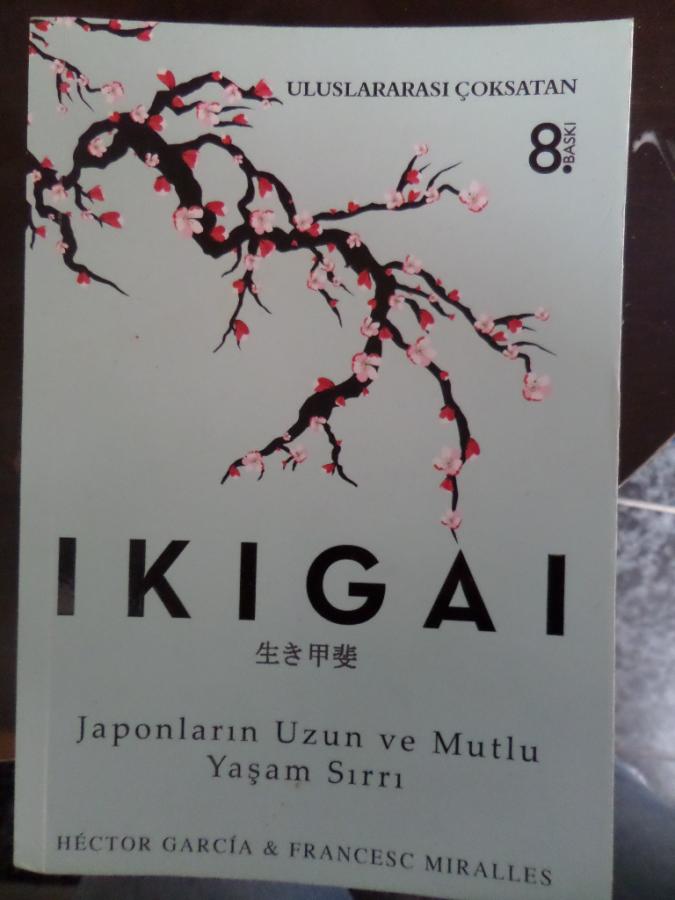 ULUSLARARASI ÇOKSATAN
8.
BASKI
IKIGAI
生き甲斐
Japonların Uzun ve Mutlu
Yaşam Sırrı
HÉCTOR GARCÍA & FRANCESC MIRALLES